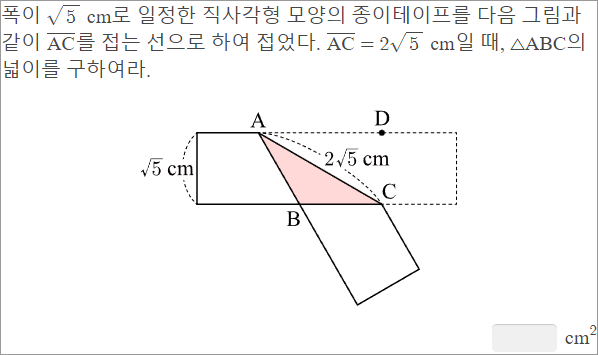 폭이 √5 cm로 일정한 직사각형 모양의 종이테이프를 다음 그림과
같이 A̅C̅를 접는 선으로 하여 접었다. A̅C̅ = 2√5 cm일 때, △ABC의
넓이를 구하여라.
A
D
2√5 cm
√5 cm
C
B
cm²